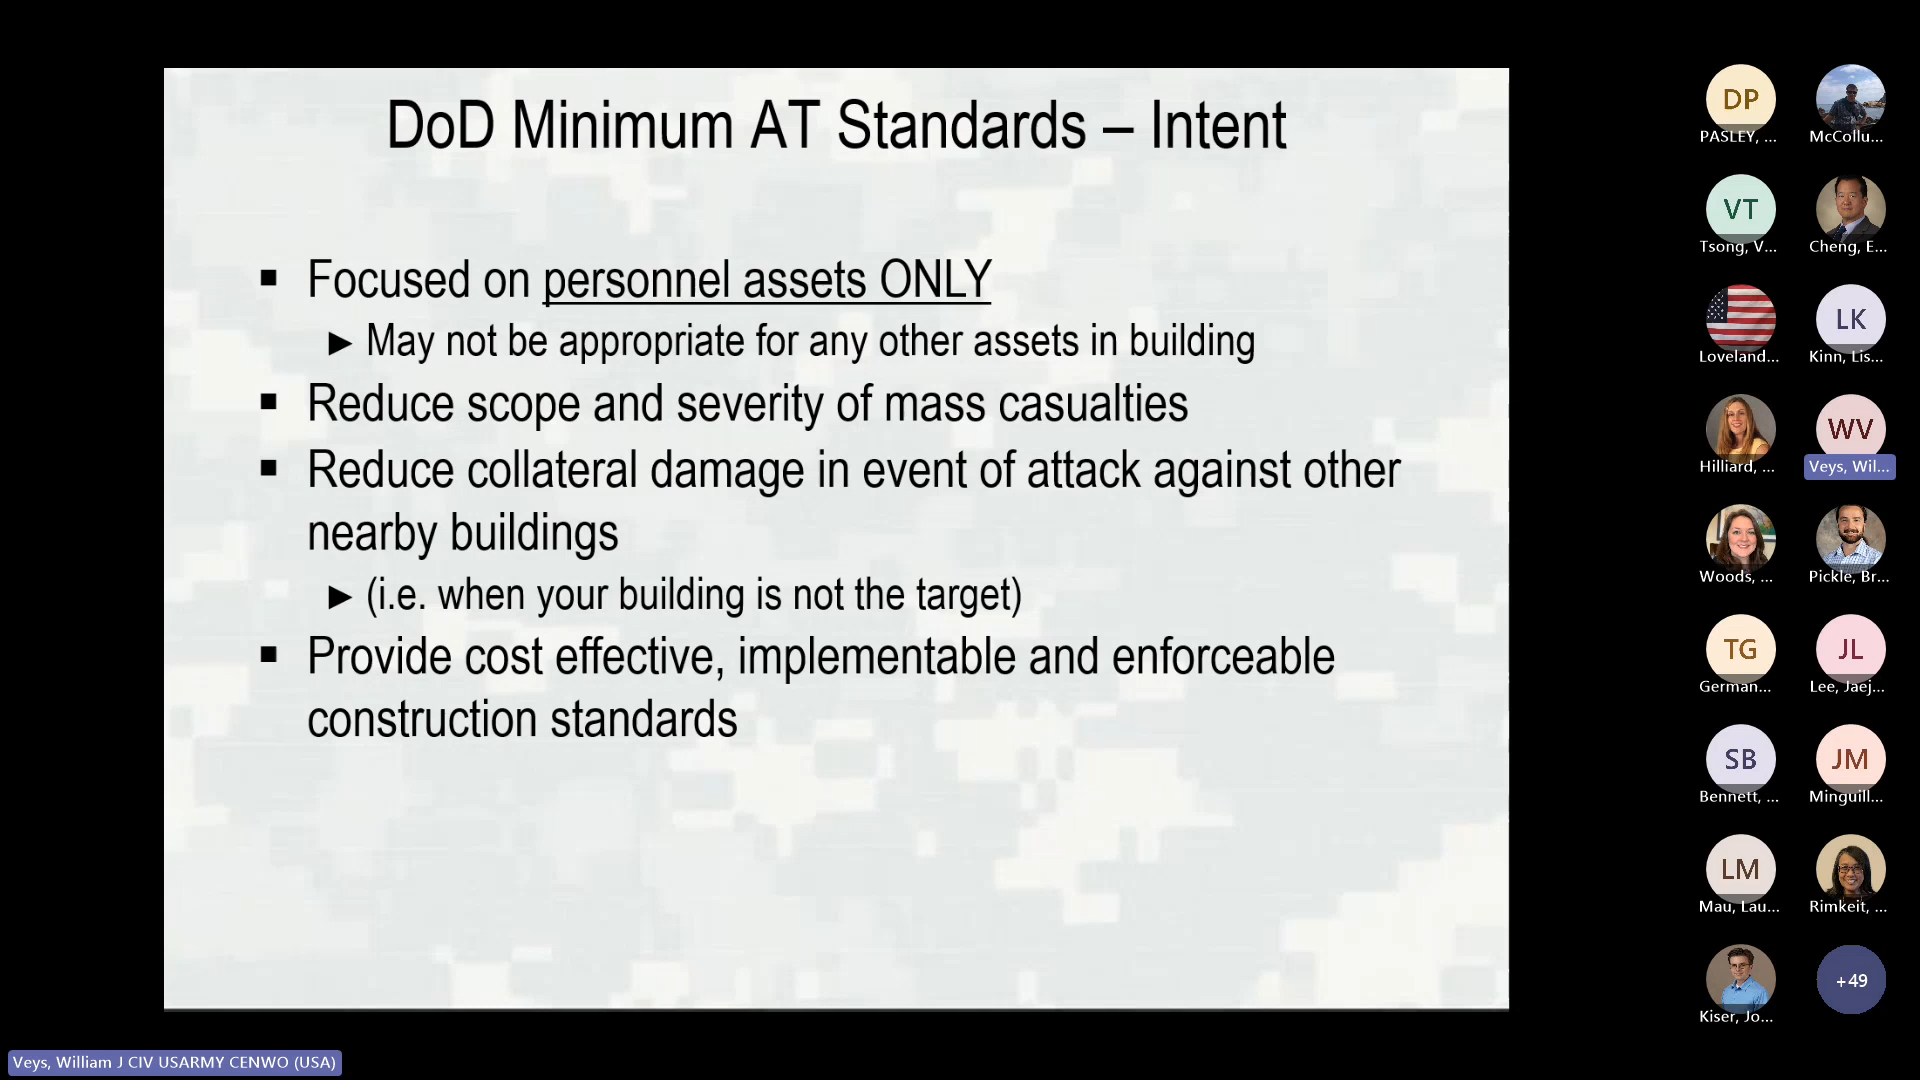 DoD Minimum AT Standards – Intent
▪ Focused on personnel assets ONLY
► May not be appropriate for any other assets in building
▪ Reduce scope and severity of mass casualties
▪ Reduce collateral damage in event of attack against other
nearby buildings
► (i.e. when your building is not the target)
▪ Provide cost effective, implementable and enforceable
construction standards
DP
PASLEY, ...
McCollu...
VT
Tsong, V...
Cheng, E...
Loveland...
LK
Kinn, Lis...
Hilliard, ...
WV
Veys, Wil...
Woods, ...
Pickle, Br...
TG
German...
JL
Lee, Jaej...
SB
Bennett, ...
JM
Minguill...
LM
Mau, Lau...
Rimkeit, ...
Kiser, Jo...
+49
Veys, William J CIV USARMY CENWO (USA)